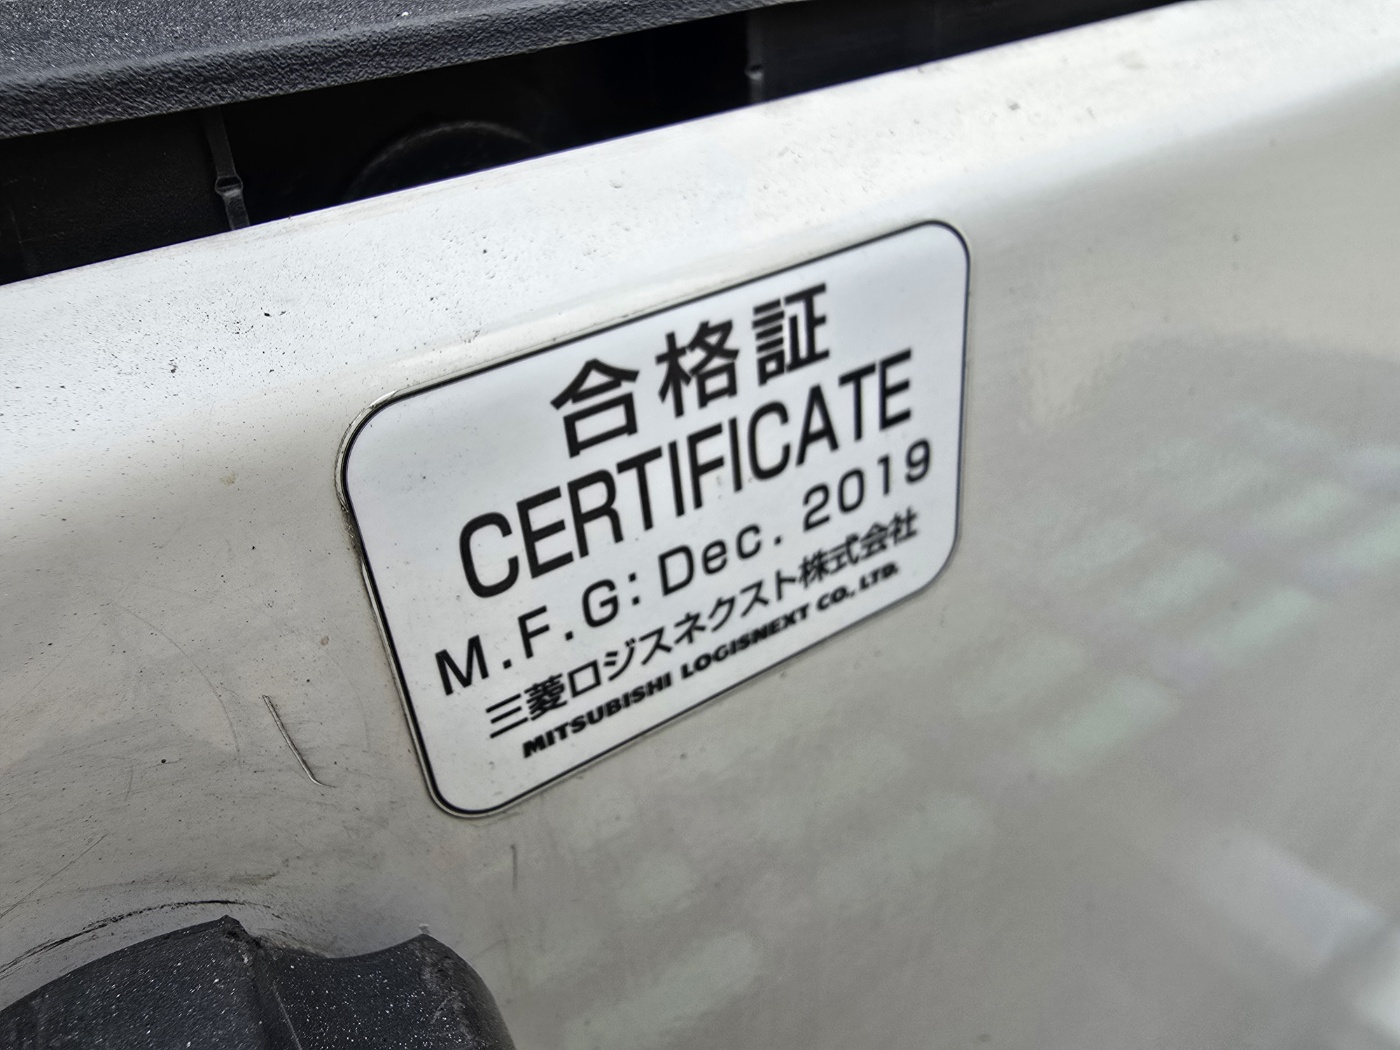 合格証
CERTIFICATE
M.F.G: Dec. 2019
三菱ロジスネクスト株式会社
MITSUBISHI LOGISNEXT CO., LTD.